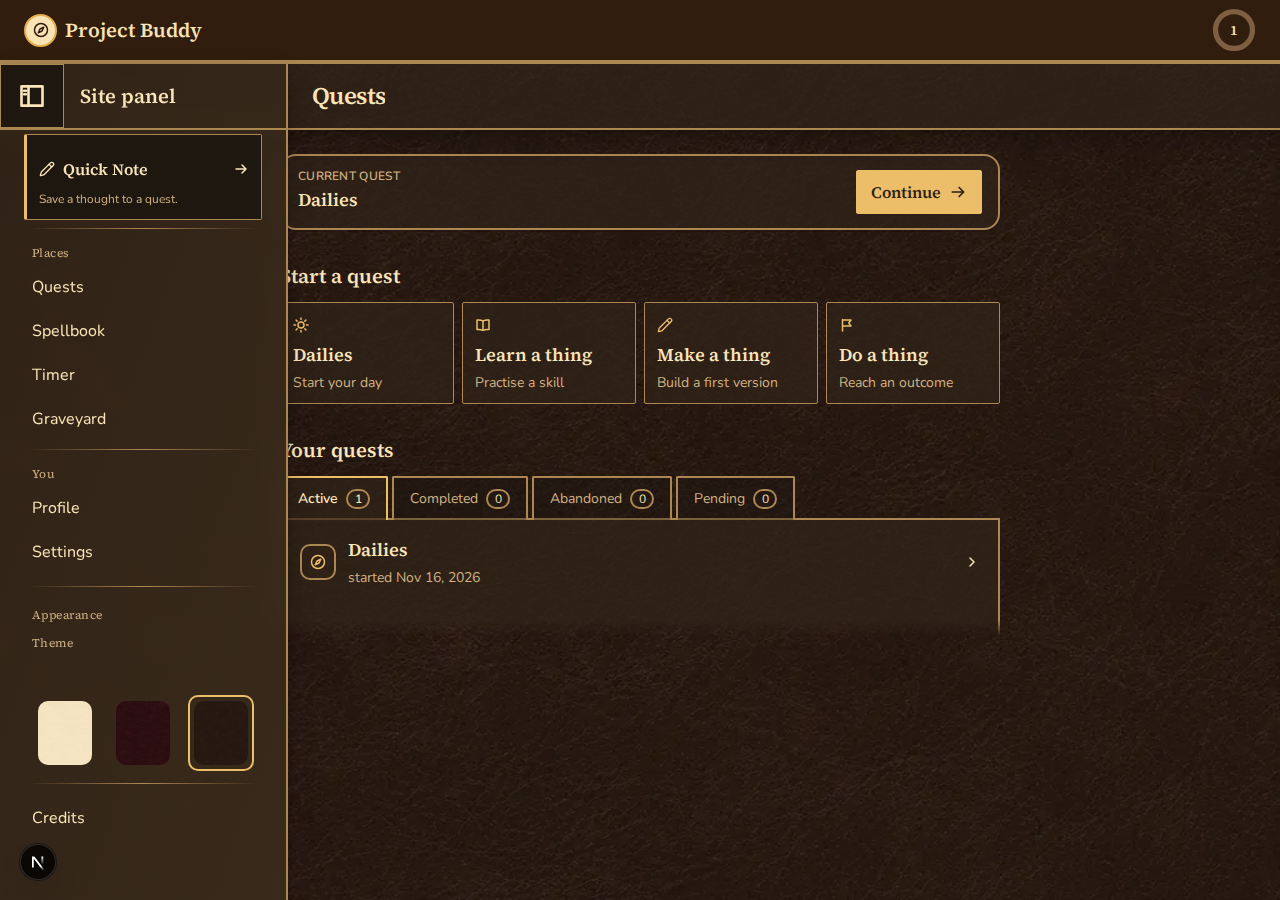 Project Buddy
1
Site panel
Quests
Quick Note
Save a thought to a quest.
Places
Quests
Spellbook
Timer
Graveyard
You
Profile
Settings
Appearance
Theme
Credits
N
CURRENT QUEST
Dailies
Continue
Start a quest
Dailies
Start your day
Learn a thing
Practise a skill
Make a thing
Build a first version
Do a thing
Reach an outcome
Your quests
Active 1
Completed 0
Abandoned 0
Pending 0
Dailies
started Nov 16, 2026